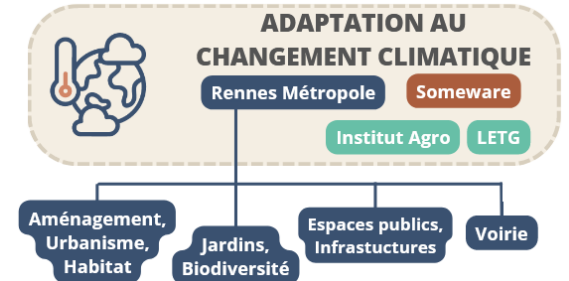 ADAPTATION AU
CHANGEMENT CLIMATIQUE
Rennes Métropole
Someware
Institut Agro
LETG
Aménagement,
Urbanisme,
Habitat
Jardins,
Biodiversité
Espaces publics,
Infrastuctures
Voirie